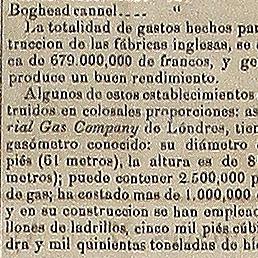 Boghead cannel.... "
La totalidad de gastos hechos par
truccion de las fábricas inglesas, se
ca de 679.000,000 de francos, y ge
produce un buen rendimiento.
Algunos de estos establecimientos
truidos en colosales proporciones: as
rial Gas Company de Lóndres, tien
gasómetro conocido: su diámetro
piés (61 metros), la altura es de 8
metros); puede contener 2.500,000 p
de gas; ha costado mas de 1.000,000
y en su construccion se han emplead
llones de ladrillos, cinco mil piés cúb
dra y mil quinientas toneladas de hie